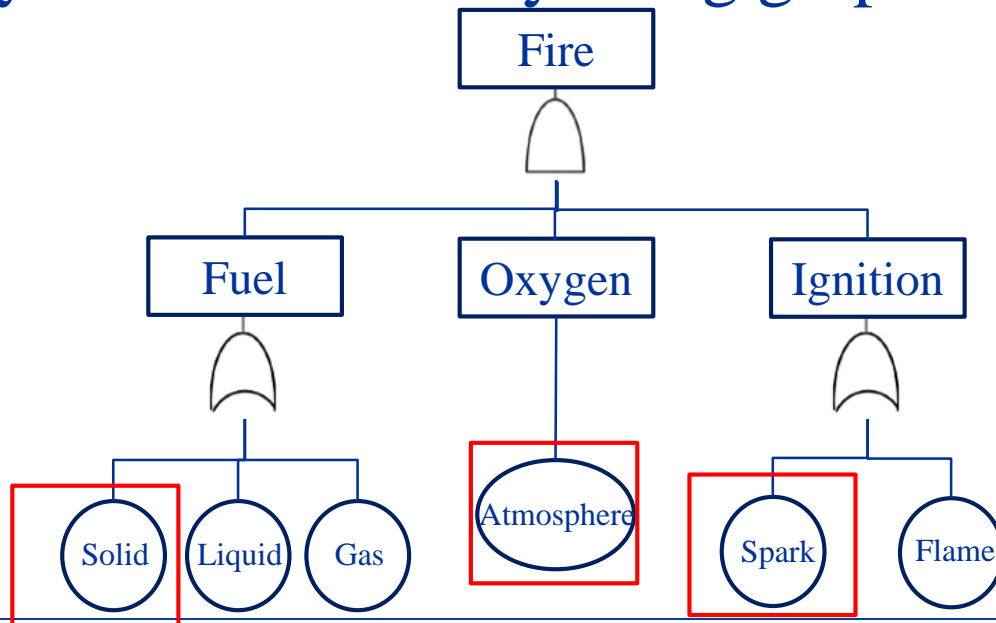 Fire
Fuel
Oxygen
Ignition
Solid
Liquid
Gas
Atmosphere
Spark
Flame